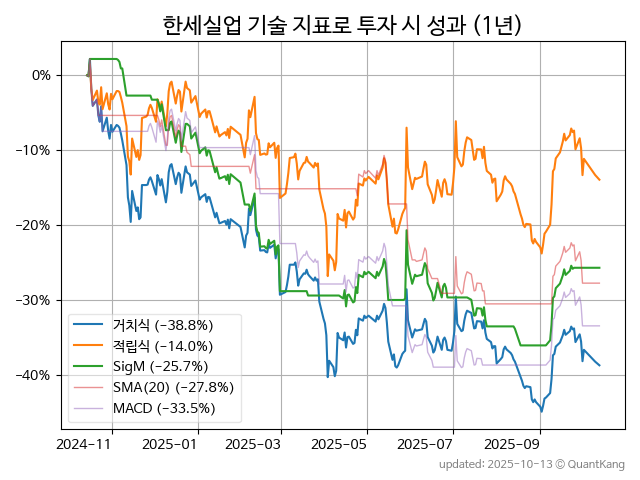 한세실업 기술 지표로 투자 시 성과 (1년)
0%
−10%
−20%
−30%
−40%
거치식 (−38.8%)
적립식 (−14.0%)
SigM (−25.7%)
SMA(20) (−27.8%)
MACD (−33.5%)
2024-11 2025-01 2025-03 2025-05 2025-07 2025-09
updated: 2025-10-13 © QuantKang